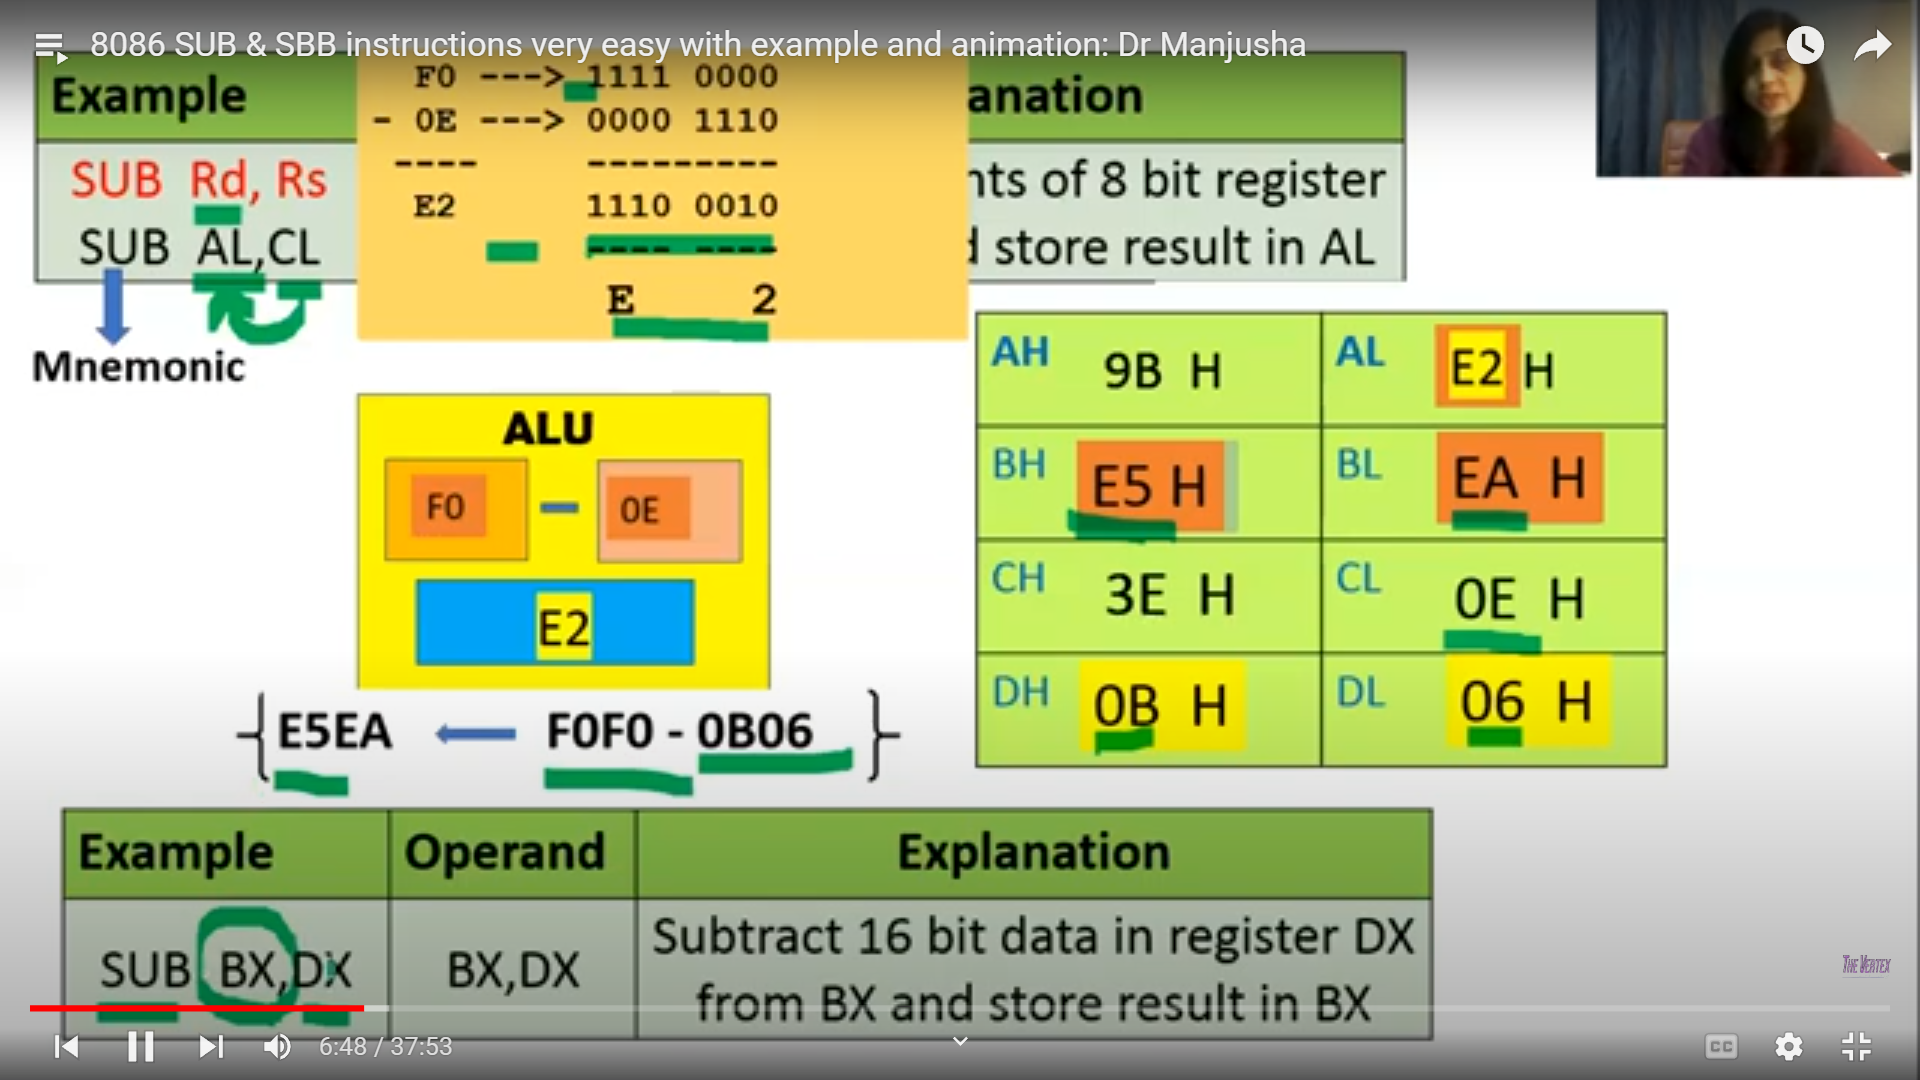 8086 SUB & SBB instructions very easy with example and animation: Dr Manjusha
Example
anation
F0 ---> 1111 0000
- 0E ---> 0000 1110
---- ---------
E2 1110 0010
---- ----
E 2
SUB Rd, Rs
SUB AL,CL
nts of 8 bit register
d store result in AL
Mnemonic
ALU
F0 - 0E
E2
AH 9B H AL E2 H
BH E5 H BL EA H
CH 3E H CL 0E H
DH 0B H DL 06 H
E5EA F0F0 - 0B06
Example Operand Explanation
SUB BX,DX BX,DX Subtract 16 bit data in register DX
from BX and store result in BX
THE VERTEX
6:48 / 37:53
CC